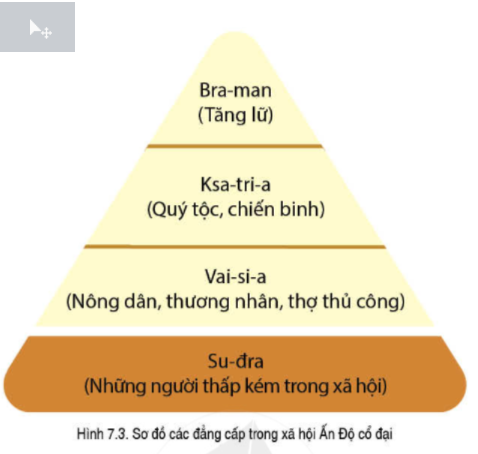 Bra-man
(Tăng lữ)
Ksa-tri-a
(Quý tộc, chiến binh)
Vai-si-a
(Nông dân, thương nhân, thợ thủ công)
Su-đra
(Những người thấp kém trong xã hội)
Hình 7.3. Sơ đồ các đẳng cấp trong xã hội Ấn Độ cổ đại